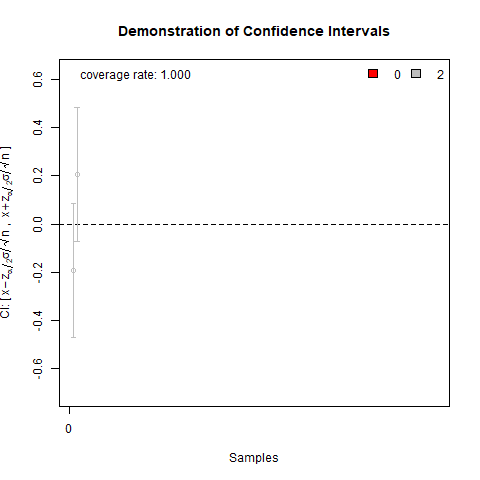 Demonstration of Confidence Intervals
coverage rate: 1.000
0
2
0.6
0.4
0.2
0.0
-0.2
-0.4
-0.6
CI: [ x − zα/2σ/√n , x + zα/2σ/√n ]
0
Samples